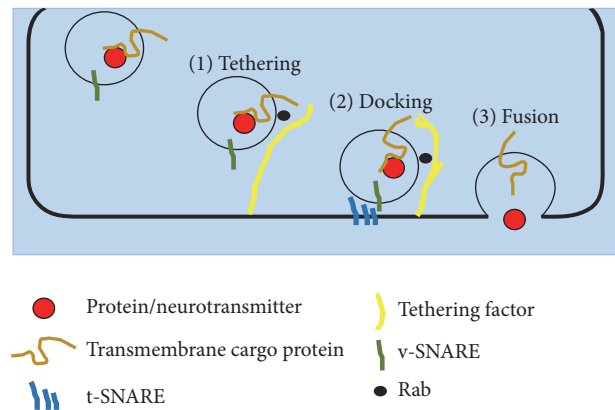 (1) Tethering
(2) Docking
(3) Fusion
Protein/neurotransmitter
Transmembrane cargo protein
t-SNARE
Tethering factor
v-SNARE
Rab